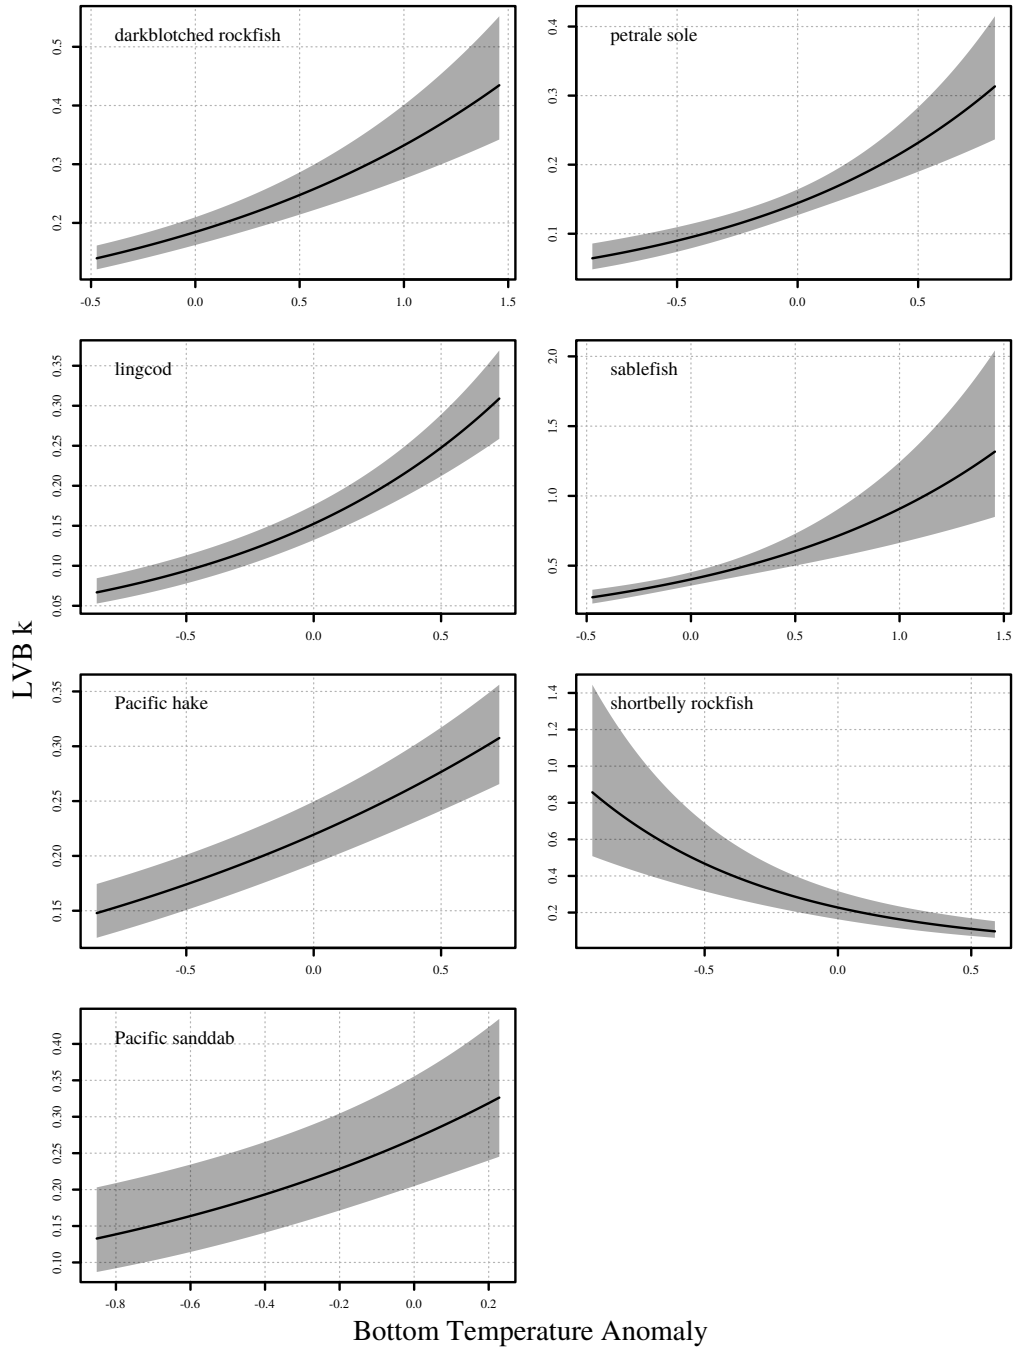 darkblotched rockfish
0.2 0.3 0.4 0.5
-0.5 0.0 0.5 1.0 1.5
petrale sole
0.1 0.2 0.3 0.4
-0.5 0.0 0.5
lingcod
0.05 0.10 0.15 0.20 0.25 0.30 0.35
-0.5 0.0 0.5
sablefish
0.5 1.0 1.5 2.0
-0.5 0.0 0.5 1.0 1.5
LVB k
Pacific hake
0.15 0.20 0.25 0.30 0.35
-0.5 0.0 0.5
shortbelly rockfish
0.2 0.4 0.6 0.8 1.0 1.2 1.4
-0.5 0.0 0.5
Pacific sanddab
0.10 0.15 0.20 0.25 0.30 0.35 0.40
-0.8 -0.6 -0.4 -0.2 0.0 0.2
Bottom Temperature Anomaly